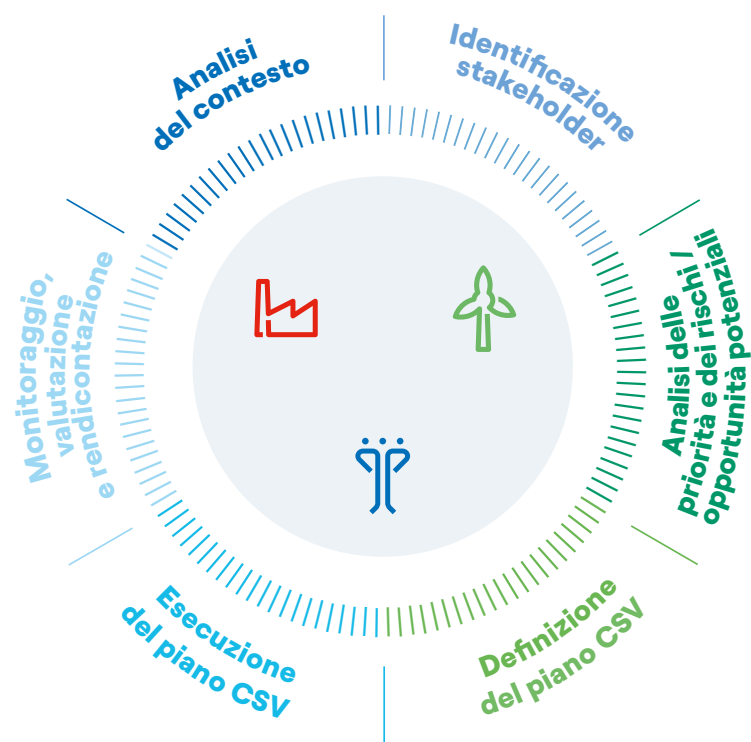 Analisi
del contesto
Identificazione
stakeholder
Analisi delle
priorità e dei rischi /
opportunità potenziali
Definizione
del piano CSV
Esecuzione
del piano CSV
Monitoraggio,
valutazione
e rendicontazione